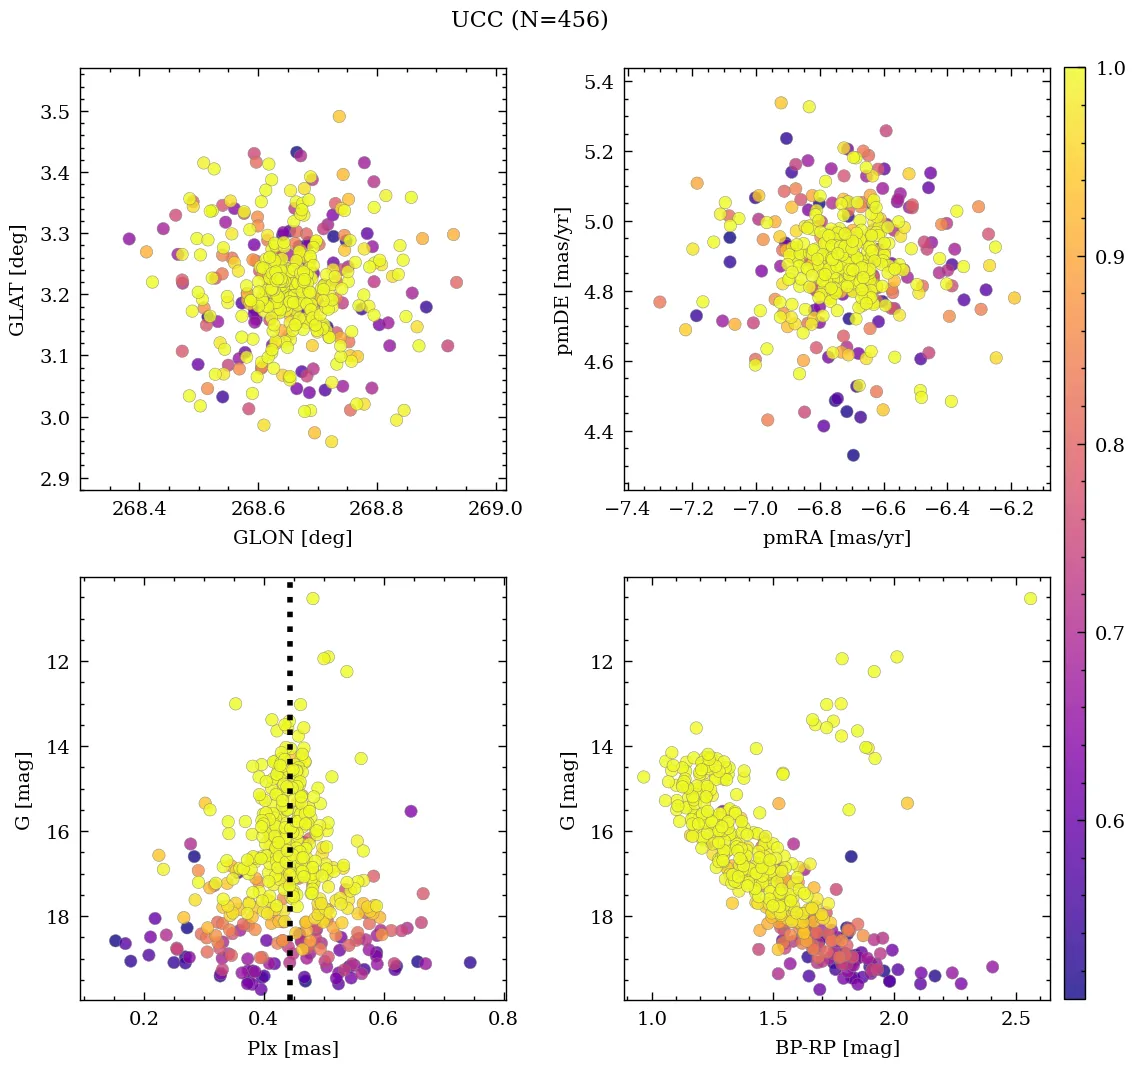 UCC (N=456)
3.5
3.4
3.3
3.2
3.1
3.0
2.9
GLAT [deg]
268.4 268.6 268.8 269.0
GLON [deg]
5.4
5.2
5.0
4.8
4.6
4.4
pmDE [mas/yr]
−7.4 −7.2 −7.0 −6.8 −6.6 −6.4 −6.2
pmRA [mas/yr]
1.0
0.9
0.8
0.7
0.6
12
14
16
18
G [mag]
0.2 0.4 0.6 0.8
Plx [mas]
12
14
16
18
G [mag]
1.0 1.5 2.0 2.5
BP-RP [mag]